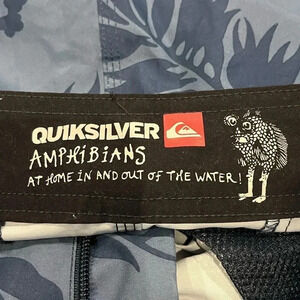 QUIKSILVER
AMPHiBiANS
AT HOME IN AND OUT OF THE WATER!